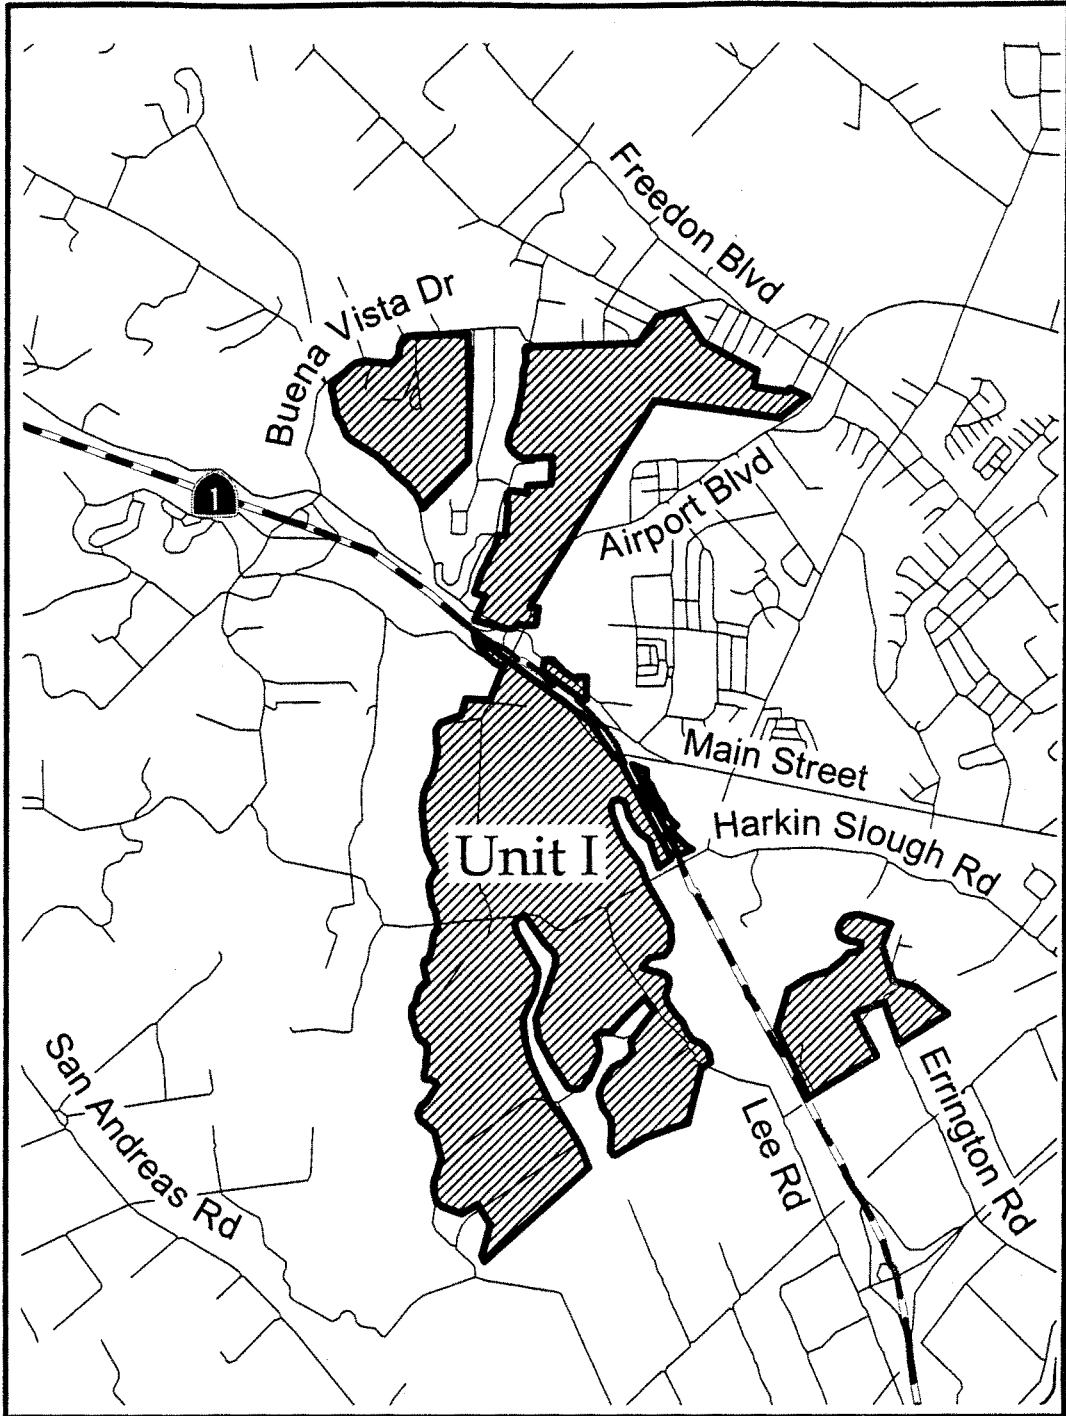 Freedon Blvd
Buena Vista Dr
1
Airport Blvd
Main Street
Harkin Slough Rd
Unit I
San Andreas Rd
Lee Rd
Errington Rd